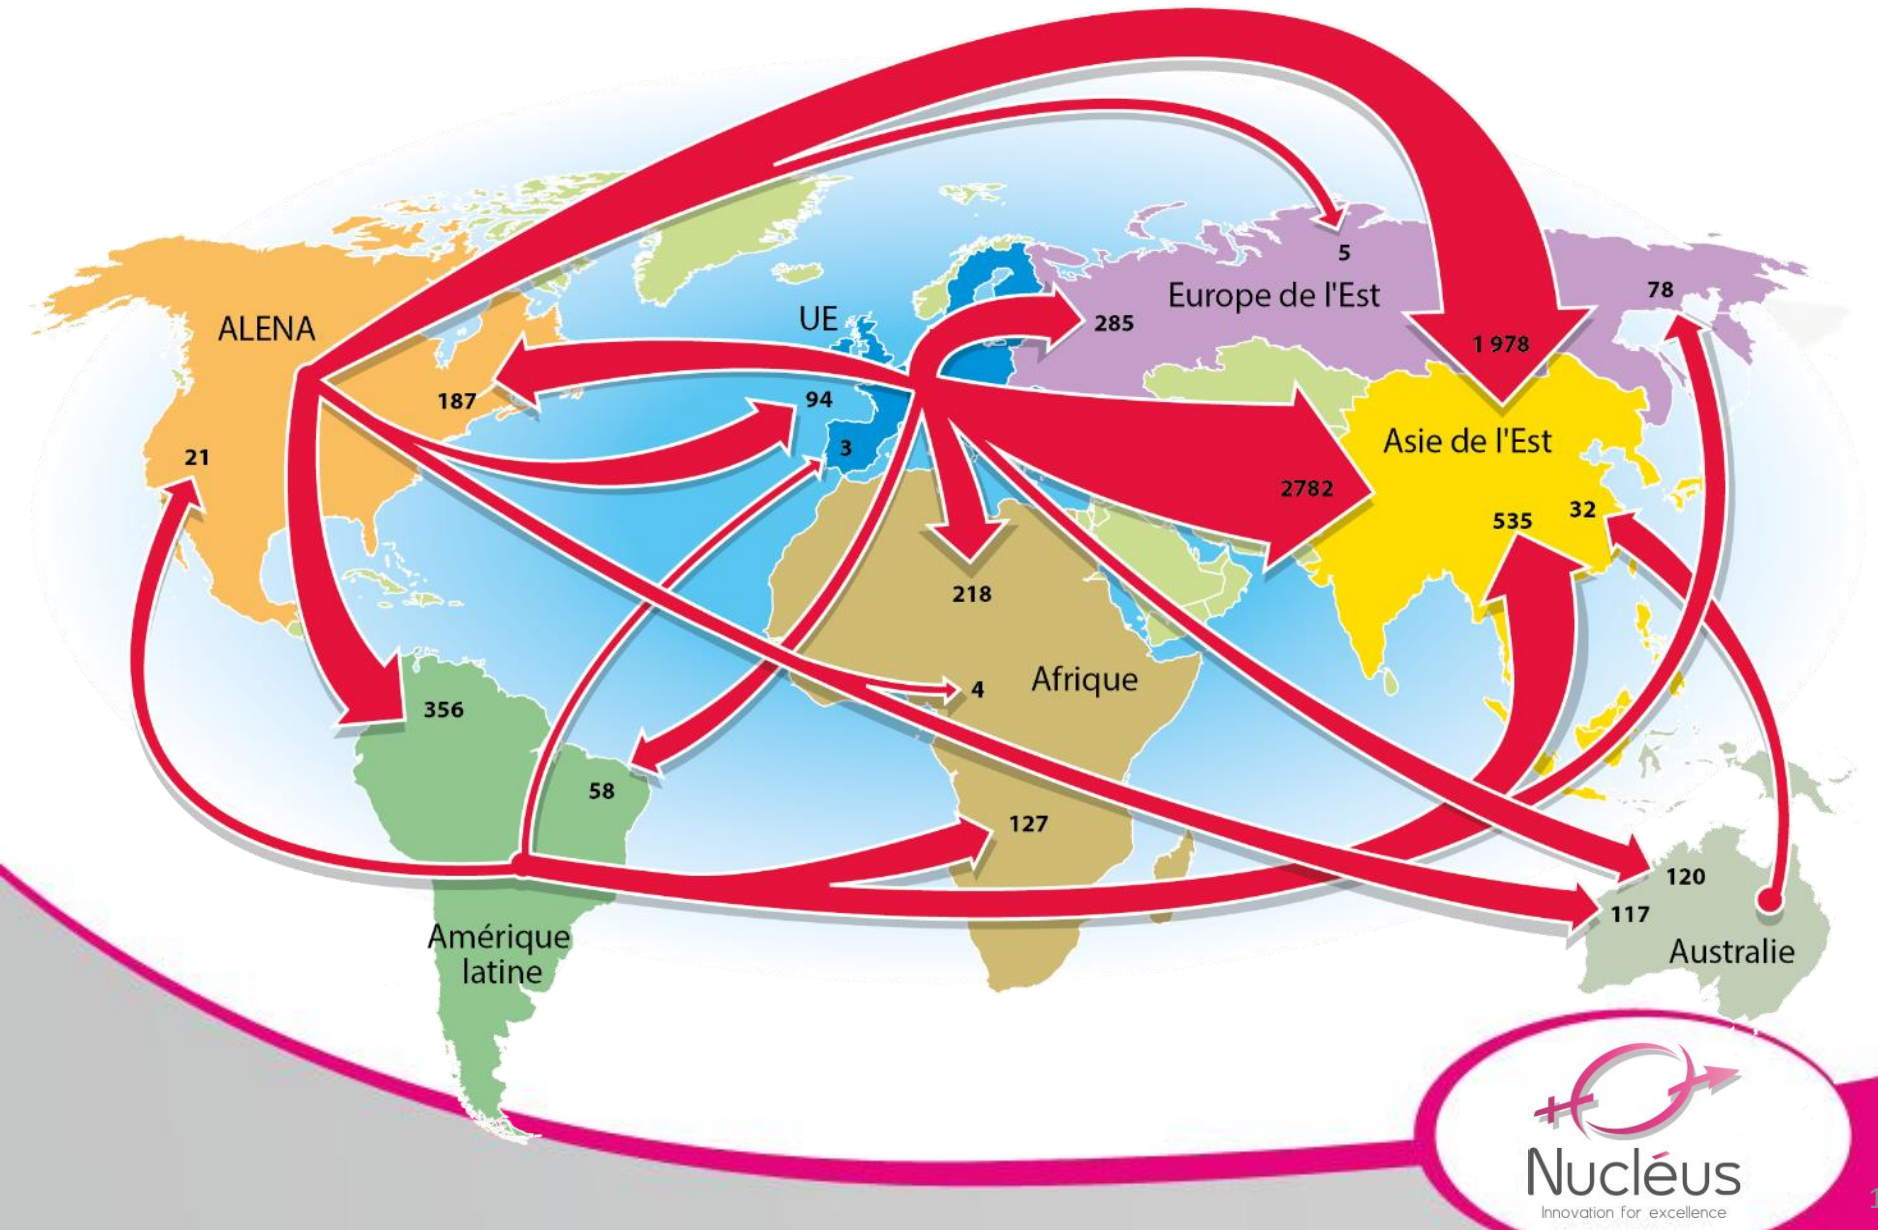 5
78
Europe de l'Est
UE
ALENA
285
1 978
94
187
Asie de l'Est
3
21
2782
32
535
218
Afrique
4
356
58
127
120
117
Amérique
latine
Australie
Nucléus
Innovation for excellence